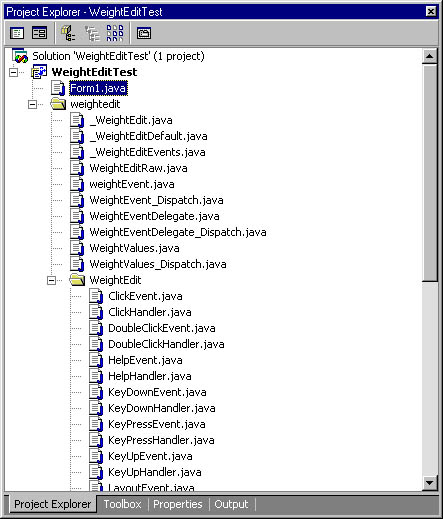 Project Explorer - WeightEditTest
Solution 'WeightEditTest' (1 project)
WeightEditTest
Form1.java
weightedit
_WeightEdit.java
_WeightEditDefault.java
_WeightEditEvents.java
WeightEditRaw.java
weightEvent.java
WeightEvent_Dispatch.java
WeightEventDelegate.java
WeightEventDelegate_Dispatch.java
WeightValues.java
WeightValues_Dispatch.java
WeightEdit
ClickEvent.java
ClickHandler.java
DoubleClickEvent.java
DoubleClickHandler.java
HelpEvent.java
HelpHandler.java
KeyDownEvent.java
KeyDownHandler.java
KeyPressEvent.java
KeyPressHandler.java
KeyUpEvent.java
KeyUpHandler.java
LayoutEvent.java
Project Explorer Toolbox Properties Output